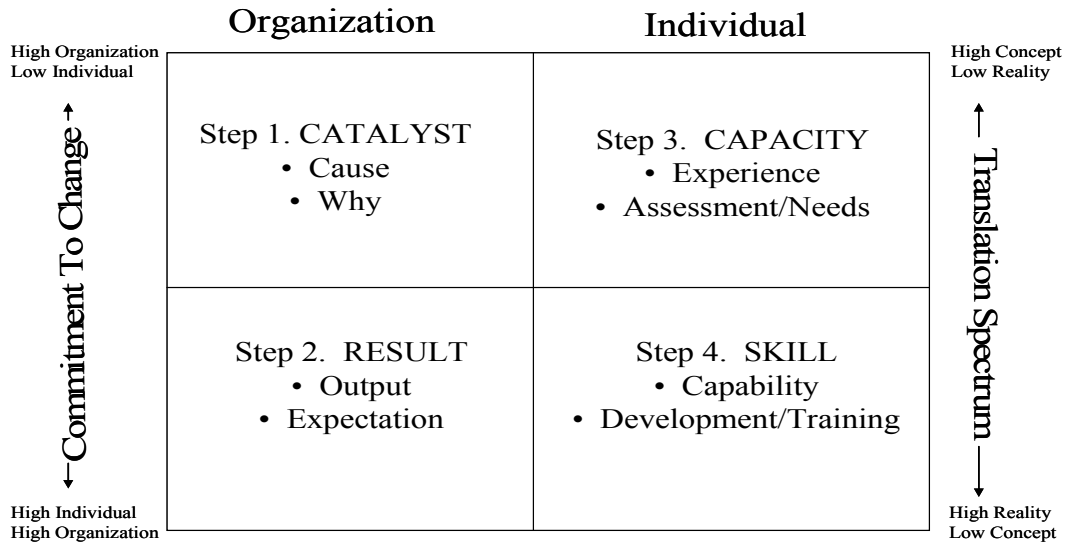 Organization
Individual
High Organization
Low Individual
High Concept
Low Reality
Commitment To Change
Step 1. CATALYST
• Cause
• Why
Step 3. CAPACITY
• Experience
• Assessment/Needs
Translation Spectrum
Step 2. RESULT
• Output
• Expectation
Step 4. SKILL
• Capability
• Development/Training
High Individual
High Organization
High Reality
Low Concept